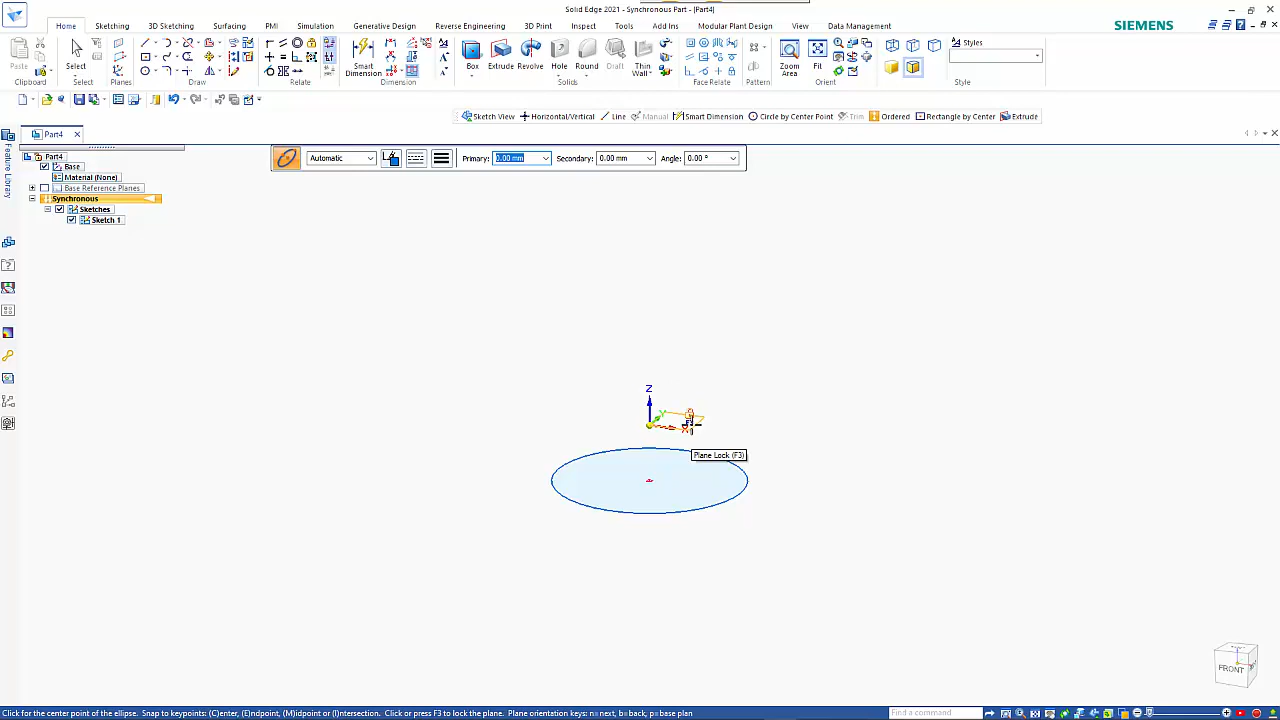 Solid Edge 2021 - Synchronous Part - [Part4]
Home Sketching 3D Sketching Surfacing PMI Simulation Generative Design Reverse Engineering 3D Print Inspect Tools Add Ins Modular Plant Design View Data Management
SIEMENS
Paste Select Smart Dimension Box Extrude Revolve Hole Round Draft Thin Wall Zoom Area Fit Styles
Clipboard Select Planes Draw Relate Dimension Solids Face Relate Pattern Orient Style
Sketch View Horizontal/Vertical Line Manual Smart Dimension Circle by Center Point Trim Ordered Rectangle by Center Extrude
Part4
Automatic Primary: 0.00 mm Secondary: 0.00 mm Angle: 0.00 °
Feature Library
Part4
Base
Material (None)
Base Reference Planes
Synchronous
Sketches
Sketch 1
Z
Y
X
Plane Lock (F3)
FRONT
Click for the center point of the ellipse. Snap to keypoints: (C)enter, (E)ndpoint, (M)idpoint or (I)ntersection. Click or press F3 to lock the plane. Plane orientation keys: n=next, b=back, p=base plan
Find a command